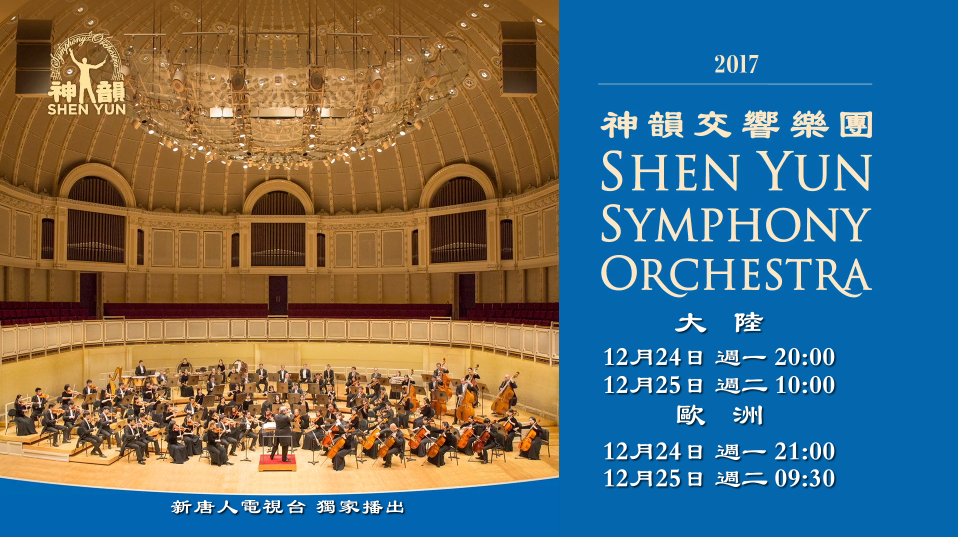 Symphony Orchestra
神韻
SHEN YUN
新唐人電視台 獨家播出
2017
神韻交響樂團
SHEN YUN
SYMPHONY
ORCHESTRA
大 陸
12月24日 週一 20:00
12月25日 週二 10:00
歐 洲
12月24日 週一 21:00
12月25日 週二 09:30